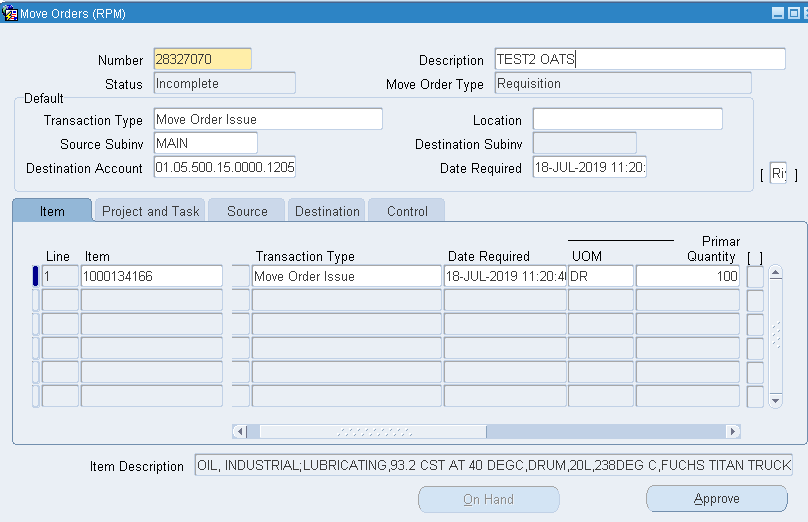 Move Orders (RPM)
Number 28327070 Description TEST2 OATS
Status Incomplete Move Order Type Requisition
Default
Transaction Type Move Order Issue Location
Source Subinv MAIN Destination Subinv
Destination Account 01.05.500.15.0000.1205 Date Required 18-JUL-2019 11:20: [ Ri ]
Item Project and Task Source Destination Control
Primar
Line Item Transaction Type Date Required UOM Quantity [ ]
1 1000134166 Move Order Issue 18-JUL-2019 11:20:4 DR 100
Item Description OIL, INDUSTRIAL;LUBRICATING,93.2 CST AT 40 DEGC,DRUM,20L,238DEG C,FUCHS TITAN TRUCK
On Hand Approve